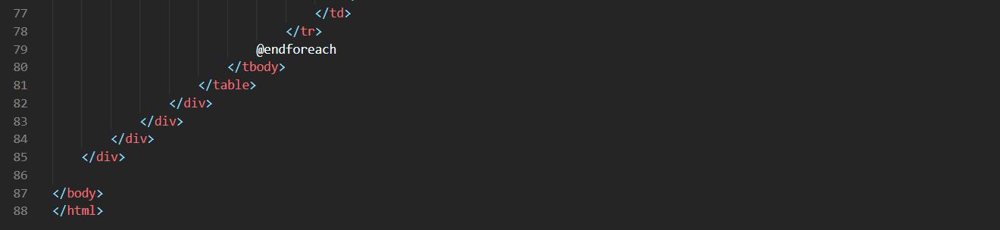 77 </td>
78 </tr>
79 @endforeach
80 </tbody>
81 </table>
82 </div>
83 </div>
84 </div>
85 </div>
86
87 </body>
88 </html>